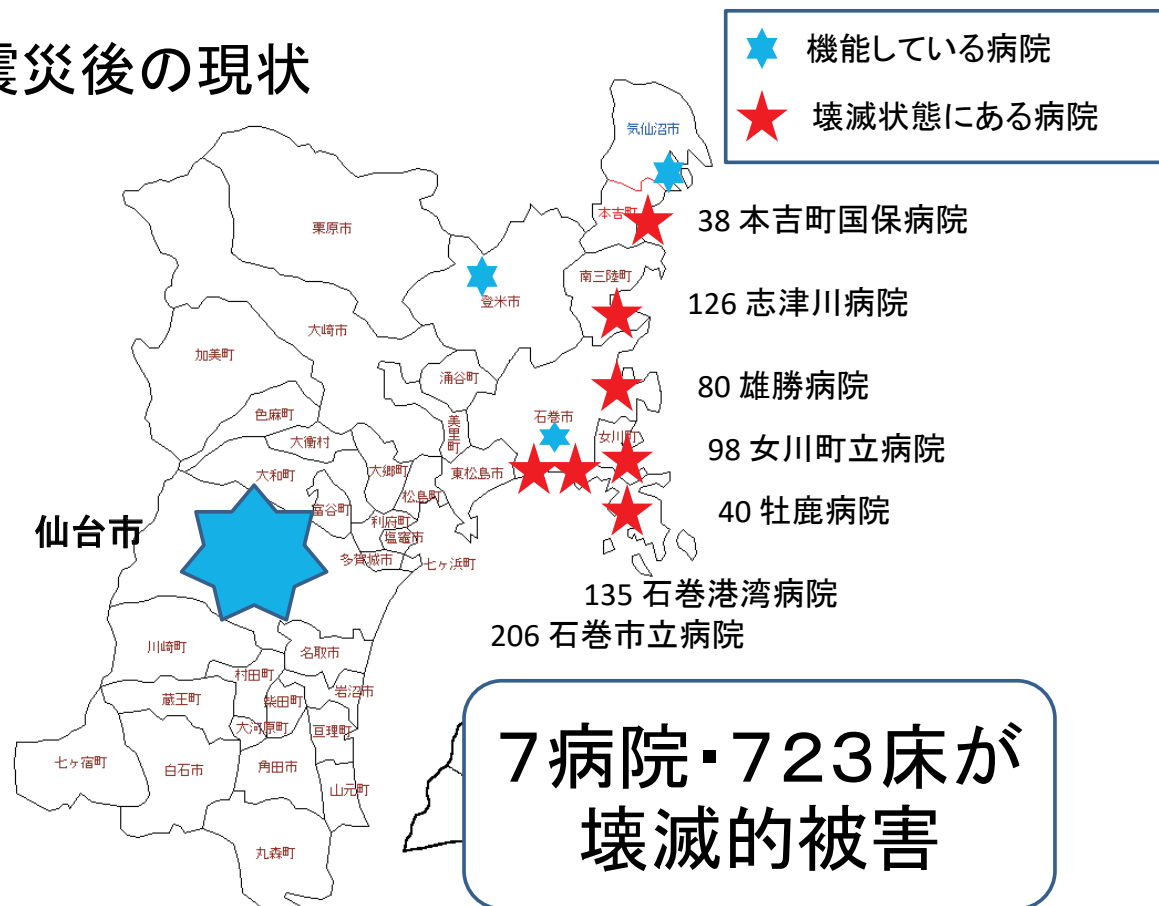 震災後の現状
機能している病院
壊滅状態にある病院
気仙沼市
本吉町
38 本吉町国保病院
栗原市
南三陸町
登米市
126 志津川病院
大崎市
加美町
涌谷町
80 雄勝病院
色麻町
美里町
石巻市
女川町
大衡村
98 女川町立病院
大和町
大郷町
東松島市
松島町
富谷町
40 牡鹿病院
利府町
仙台市
塩竈市
多賀城市
七ヶ浜町
135 石巻港湾病院
206 石巻市立病院
川崎町
名取市
村田町
岩沼市
蔵王町
柴田町
大河原町
亘理町
七ヶ宿町
白石市
角田市
山元町
丸森町
7病院・723床が
壊滅的被害